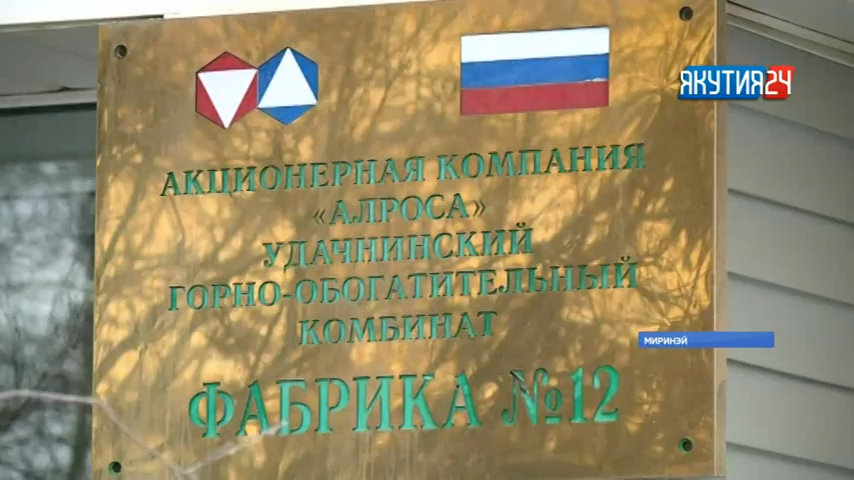 ЯКУТИЯ24
АКЦИОНЕРНАЯ КОМПАНИЯ
«АЛРОСА»
УДАЧНИНСКИЙ
ГОРНО-ОБОГАТИТЕЛЬНЫЙ
КОМБИНАТ
МИРИНЭЙ
ФАБРИКА №12